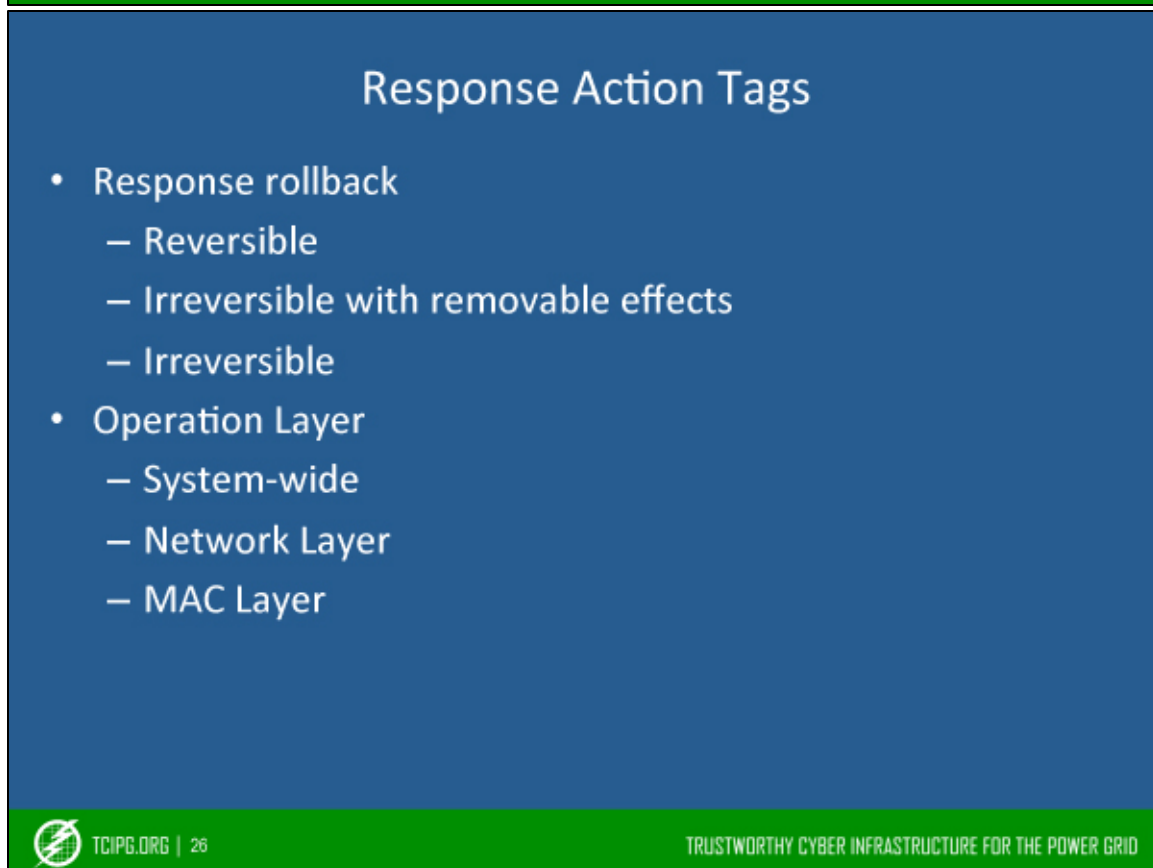 Response Action Tags
• Response rollback
– Reversible
– Irreversible with removable effects
– Irreversible
• Operation Layer
– System-wide
– Network Layer
– MAC Layer
TCIPG.ORG | 26
TRUSTWORTHY CYBER INFRASTRUCTURE FOR THE POWER GRID